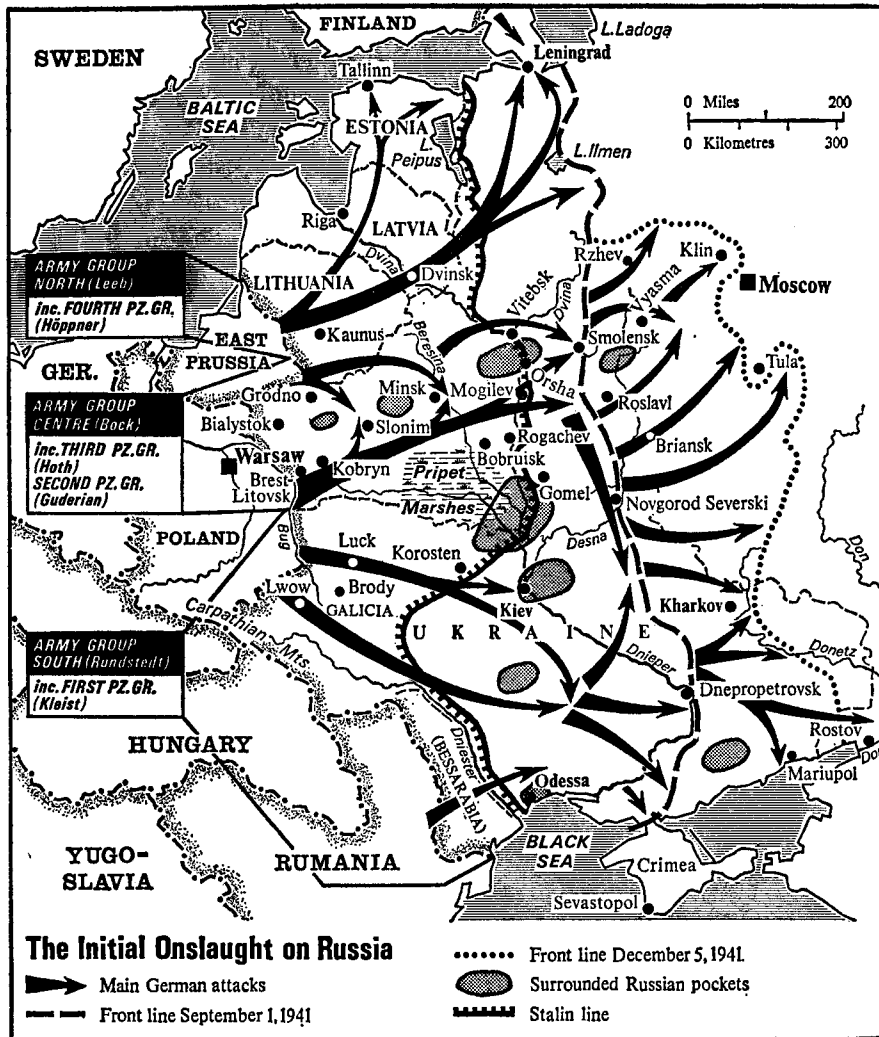 FINLAND
L.Ladoga
SWEDEN
Leningrad
Tallinn
BALTIC
SEA
ESTONIA
L.
Peipus
0 Miles 200
0 Kilometres 300
L.Ilmen
Riga
LATVIA
Dvina
Dvinsk
LITHUANIA
Rzhev
Klin
Moscow
ARMY GROUP
NORTH (Leeb)
inc. FOURTH PZ.GR.
(Höppner)
Vitebsk
Dvina
Vyasma
EAST
PRUSSIA
Kaunus
Beresina
Smolensk
Tula
GER.
Grodno
Minsk
Mogilev
Orsha
Roslavl
ARMY GROUP
CENTRE (Bock)
inc. THIRD PZ.GR.
(Hoth)
SECOND PZ.GR.
(Guderian)
Bialystok
Slonim
Rogachev
Briansk
Warsaw
Kobryn
Bobruisk
Brest-
Litovsk
Pripet
Marshes
Gomel
Novgorod Severski
POLAND
Bug
Luck
Korosten
Desna
Don
Lwow
Brody
GALICIA
Kiev
Kharkov
Carpathian
Mts.
UKRAINE
Dnieper
Donetz
ARMY GROUP
SOUTH (Rundstedt)
inc. FIRST PZ.GR.
(Kleist)
Dnepropetrovsk
HUNGARY
Dniester
(BESSARABIA)
Rostov
Don
Mariupol
Odessa
YUGO-
SLAVIA
RUMANIA
BLACK
SEA
Crimea
Sevastopol
The Initial Onslaught on Russia
Main German attacks
Front line September 1,1941
Front line December 5,1941.
Surrounded Russian pockets
Stalin line